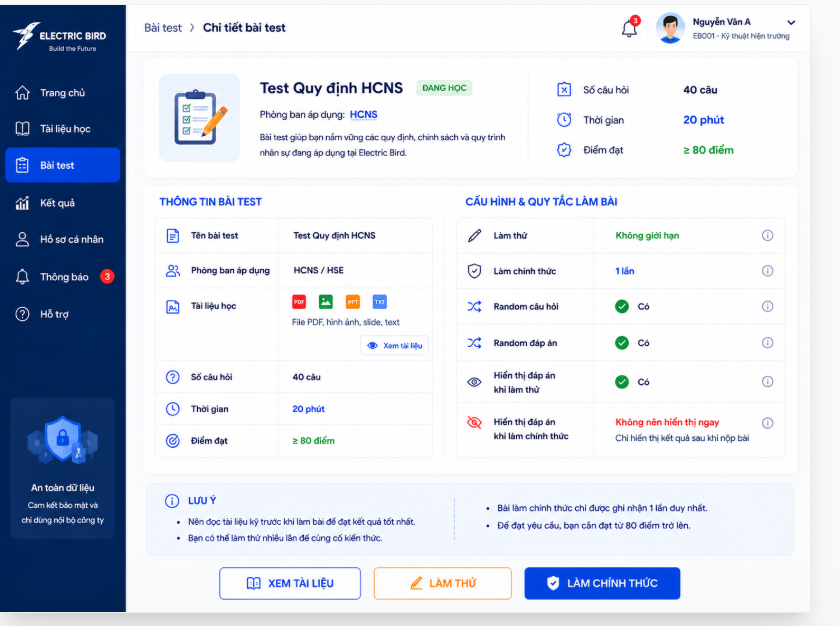 ELECTRIC BIRD
Build the Future
Trang chủ
Tài liệu học
Bài test
Kết quả
Hồ sơ cá nhân
Thông báo 3
Hỗ trợ
An toàn dữ liệu
Cam kết bảo mật và
chỉ dùng nội bộ công ty
Bài test > Chi tiết bài test
3
Nguyễn Văn A
EB001 - Kỹ thuật hiện trường
Test Quy định HCNS ĐANG HỌC
Phòng ban áp dụng: HCNS
Bài test giúp bạn nắm vững các quy định, chính sách và quy trình
nhân sự đang áp dụng tại Electric Bird.
Số câu hỏi 40 câu
Thời gian 20 phút
Điểm đạt ≥ 80 điểm
THÔNG TIN BÀI TEST
Tên bài test Test Quy định HCNS
Phòng ban áp dụng HCNS / HSE
Tài liệu học PDF PPT TXT
File PDF, hình ảnh, slide, text
Xem tài liệu
Số câu hỏi 40 câu
Thời gian 20 phút
Điểm đạt ≥ 80 điểm
CẤU HÌNH & QUY TẮC LÀM BÀI
Làm thử Không giới hạn
Làm chính thức 1 lần
Random câu hỏi Có
Random đáp án Có
Hiển thị đáp án
khi làm thử Có
Hiển thị đáp án Không nên hiển thị ngay
khi làm chính thức Chỉ hiển thị kết quả sau khi nộp bài
LƯU Ý
• Nên đọc tài liệu kỹ trước khi làm bài để đạt kết quả tốt nhất.
• Bạn có thể làm thử nhiều lần để củng cố kiến thức.
• Bài làm chính thức chỉ được ghi nhận 1 lần duy nhất.
• Để đạt yêu cầu, bạn cần đạt từ 80 điểm trở lên.
XEM TÀI LIỆU
LÀM THỬ
LÀM CHÍNH THỨC